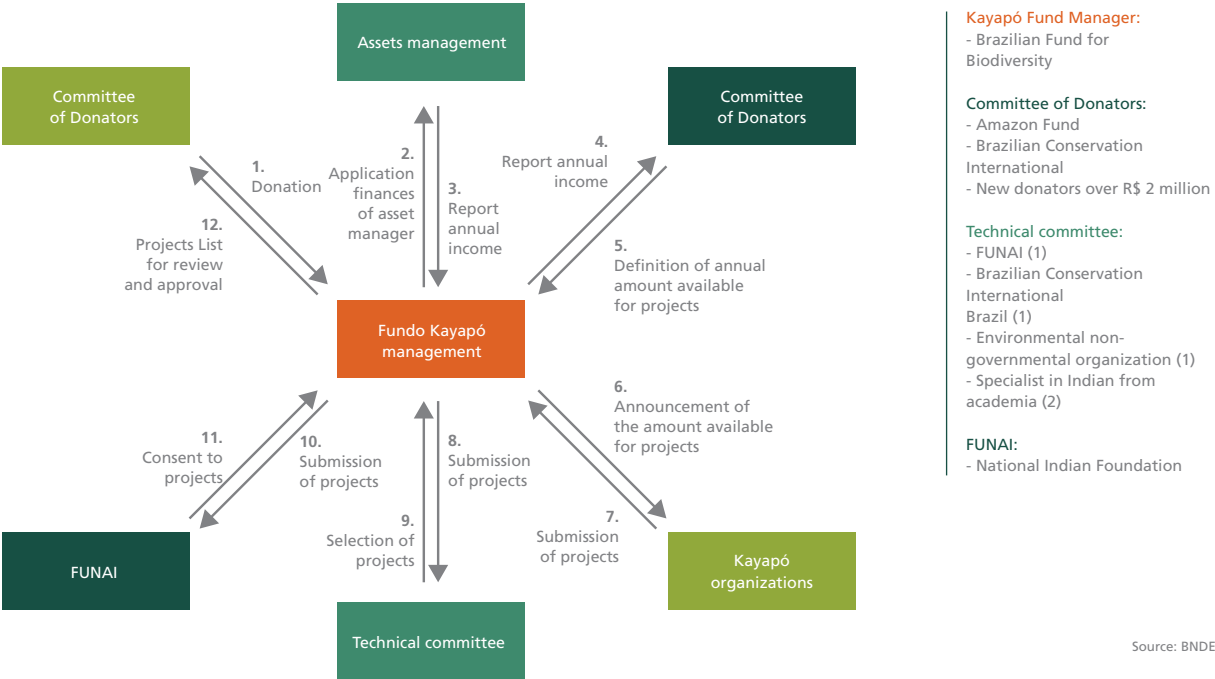 Assets management
Committee
of Donators
Committee
of Donators
1.
Donation
2.
Application
finances
of asset
manager
3.
Report
annual
income
4.
Report annual
income
5.
Definition of annual
amount available
for projects
12.
Projects List
for review
and approval
Fundo Kayapó
management
6.
Announcement of
the amount available
for projects
7.
Submission
of projects
8.
Submission
of projects
9.
Selection of
projects
10.
Submission
of projects
11.
Consent to
projects
FUNAI
Technical committee
Kayapó
organizations
Kayapó Fund Manager:
- Brazilian Fund for
Biodiversity
Committee of Donators:
- Amazon Fund
- Brazilian Conservation
International
- New donators over R$ 2 million
Technical committee:
- FUNAI (1)
- Brazilian Conservation
International
Brazil (1)
- Environmental non-
governmental organization (1)
- Specialist in Indian from
academia (2)
FUNAI:
- National Indian Foundation
Source: BNDE